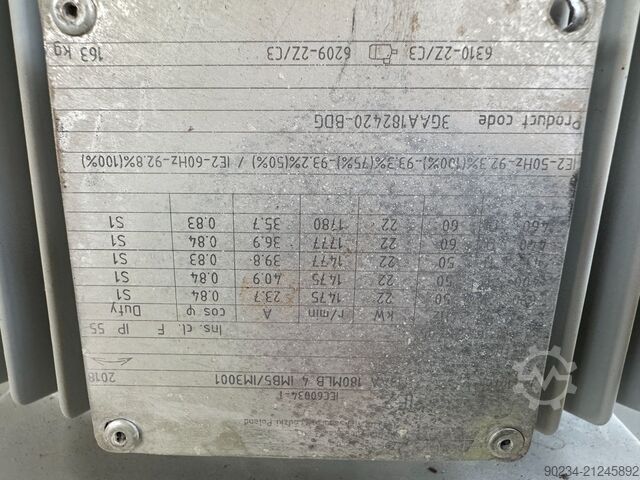 Poland
IEC60034-1
180MLB 4 IMB5/IM3001 2018
Ins. cl. F IP 55
kW r/min A cos φ Duty
50 22 1475 23.7 0.84 S1
50 22 1475 40.9 0.84 S1
50 22 1477 39.8 0.83 S1
60 22 1777 36.9 0.84 S1
460 60 22 1780 35.7 0.83 S1
IE2-50Hz-92.3%(100%)-93.3%(75%)-93.2%(50%) / IE2-60Hz-92.8%(100%)
Product code 3GAA182420-BDG
6310-2Z/C3 6209-2Z/C3 163 kg
90234-21245892